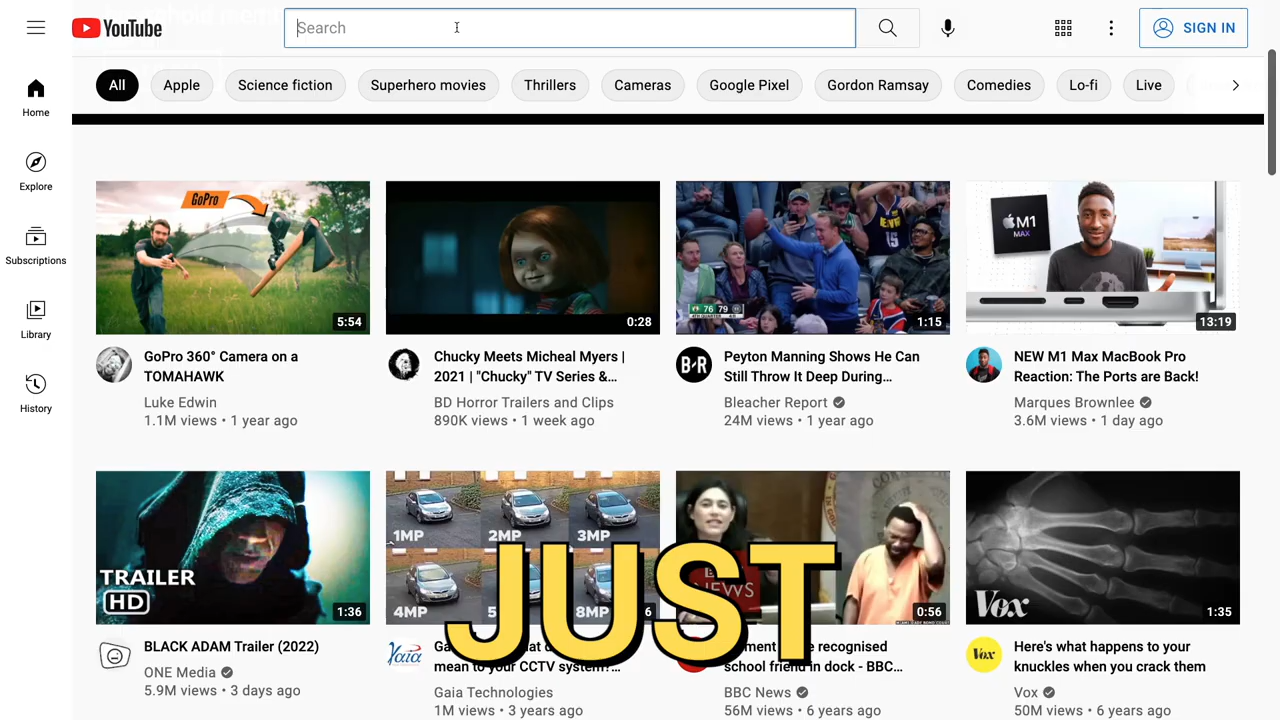 YouTube
Search
SIGN IN
All
Apple
Science fiction
Superhero movies
Thrillers
Cameras
Google Pixel
Gordon Ramsay
Comedies
Lo-fi
Live
Home
Explore
Subscriptions
Library
History
GoPro
5:54
0:28
15
76 79
4TH QUARTER
1:15
M1
MAX
13:19
GoPro 360° Camera on a
TOMAHAWK
Luke Edwin
1.1M views • 1 year ago
Chucky Meets Micheal Myers |
2021 | "Chucky" TV Series &...
BD Horror Trailers and Clips
890K views • 1 week ago
B·R
Peyton Manning Shows He Can
Still Throw It Deep During...
Bleacher Report
24M views • 1 year ago
NEW M1 Max MacBook Pro
Reaction: The Ports are Back!
Marques Brownlee
3.6M views • 1 day ago
TRAILER
HD
1:36
1MP
2MP
3MP
4MP
8MP
NEWS
0:56
Vox
1:35
JUST
BLACK ADAM Trailer (2022)
ONE Media
5.9M views • 3 days ago
Gaia
mean to your CCTV system?...
Gaia Technologies
1M views • 3 years ago
recognised
school friend in dock - BBC...
BBC News
56M views • 6 years ago
Vox
Here's what happens to your
knuckles when you crack them
Vox
50M views • 6 years ago